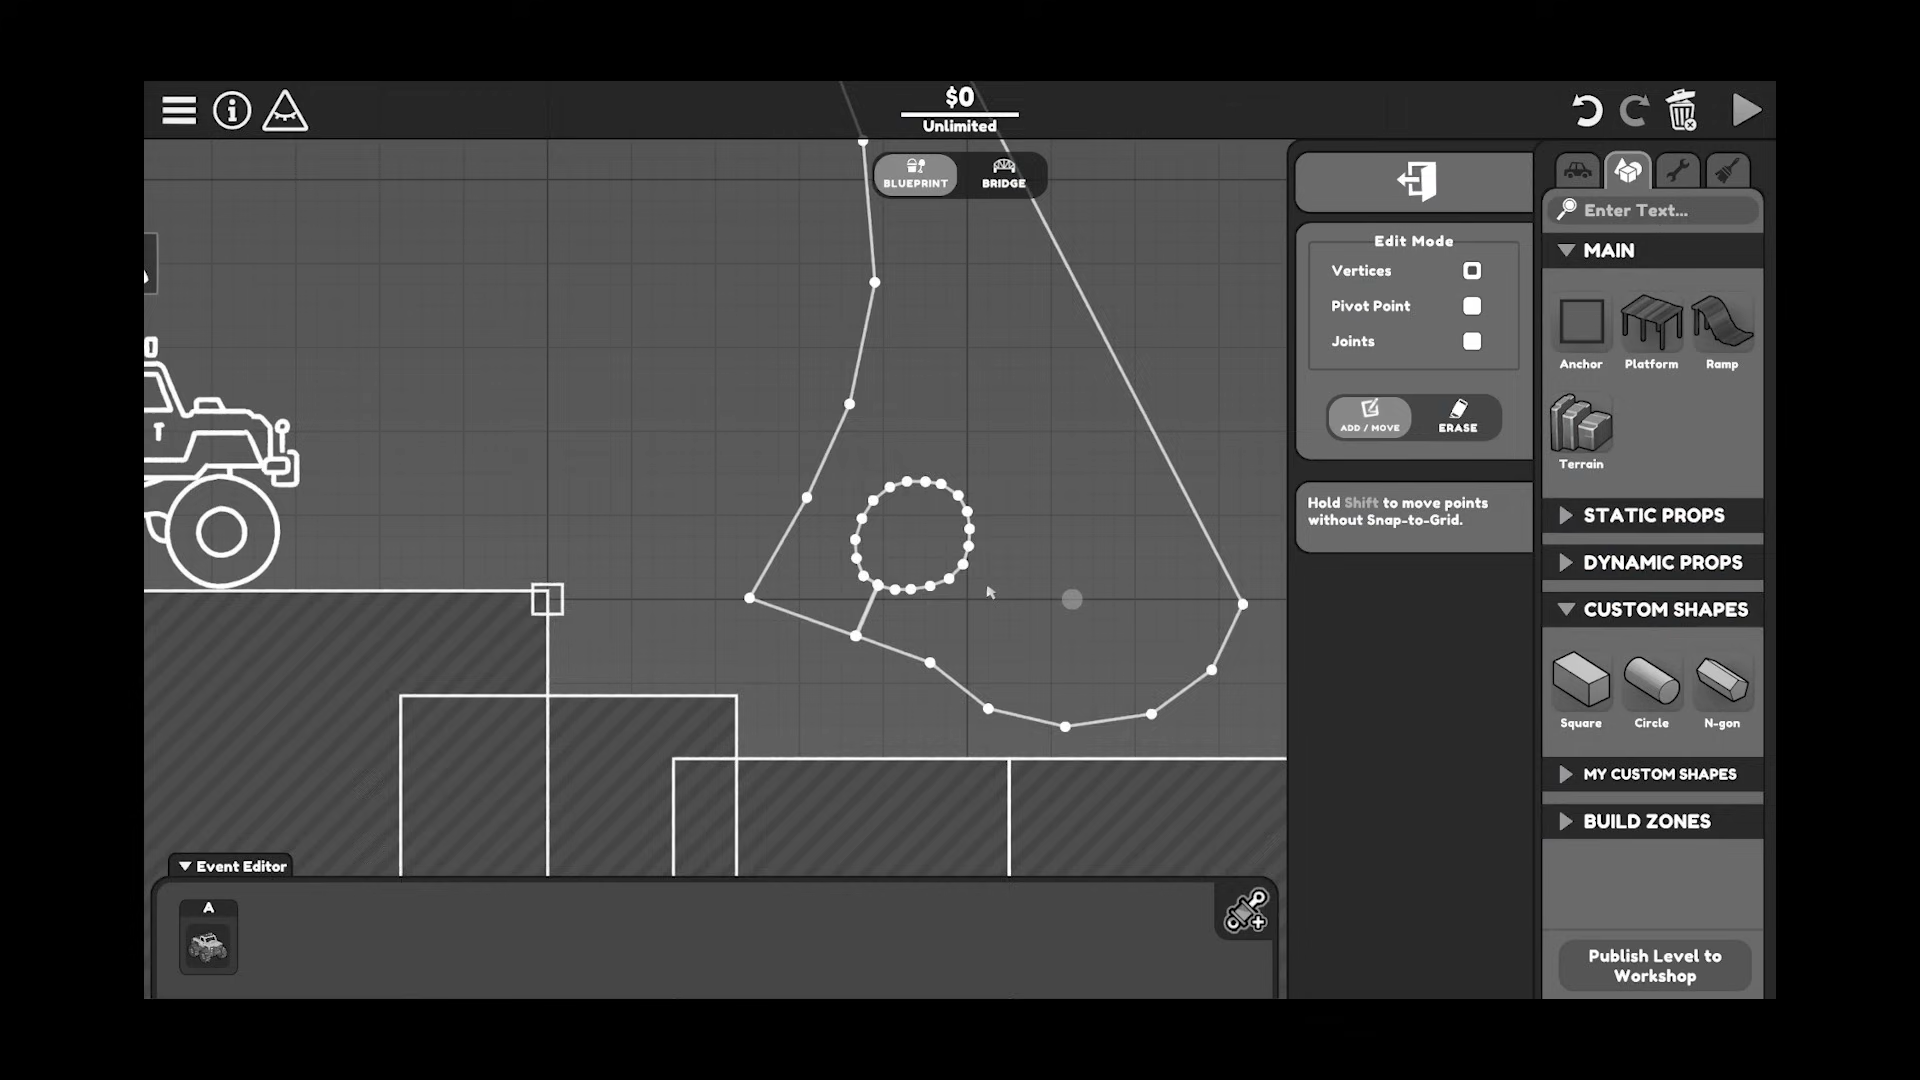 $0
Unlimited
BLUEPRINT
BRIDGE
Edit Mode
Vertices
Pivot Point
Joints
ADD / MOVE
ERASE
Hold Shift to move points
without Snap-to-Grid.
Enter Text...
MAIN
Anchor
Platform
Ramp
Terrain
STATIC PROPS
DYNAMIC PROPS
CUSTOM SHAPES
Square
Circle
N-gon
MY CUSTOM SHAPES
BUILD ZONES
Publish Level to
Workshop
Event Editor
A